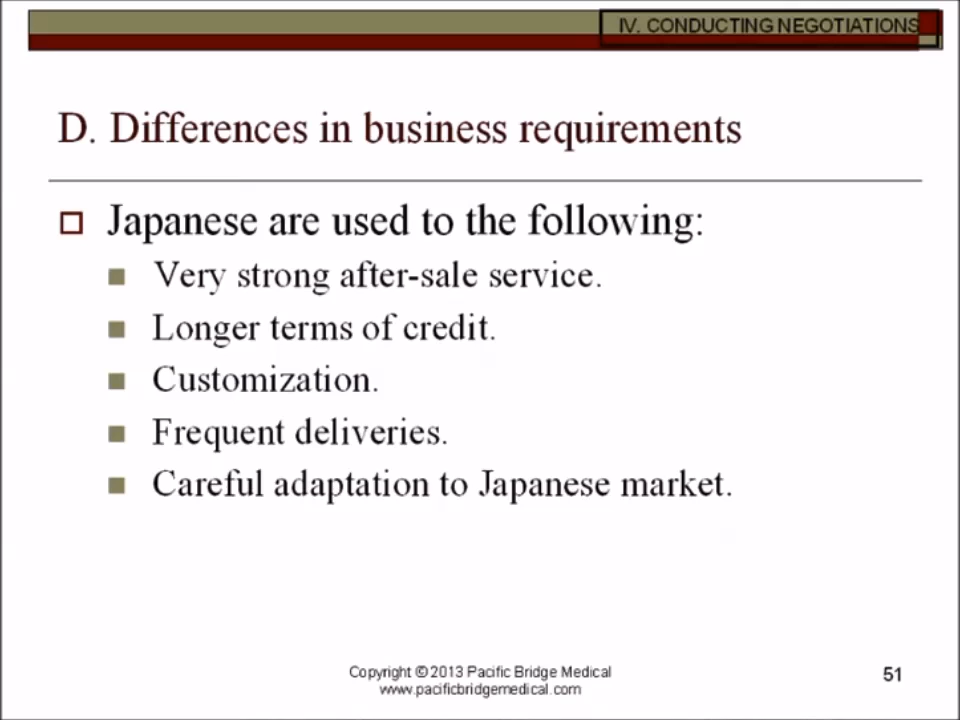 IV. CONDUCTING NEGOTIATIONS
D. Differences in business requirements
Japanese are used to the following:
Very strong after-sale service.
Longer terms of credit.
Customization.
Frequent deliveries.
Careful adaptation to Japanese market.
Copyright © 2013 Pacific Bridge Medical
www.pacificbridgemedical.com
51